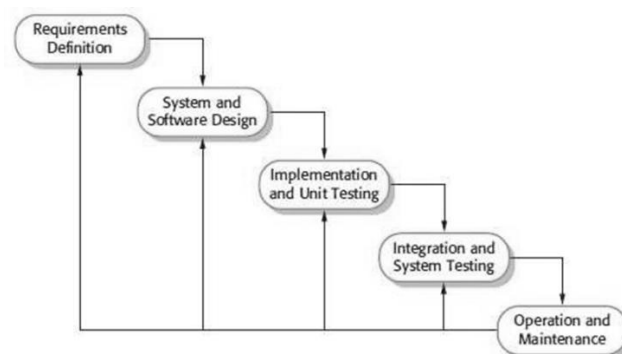 Requirements
Definition
System and
Software Design
Implementation
and Unit Testing
Integration and
System Testing
Operation and
Maintenance